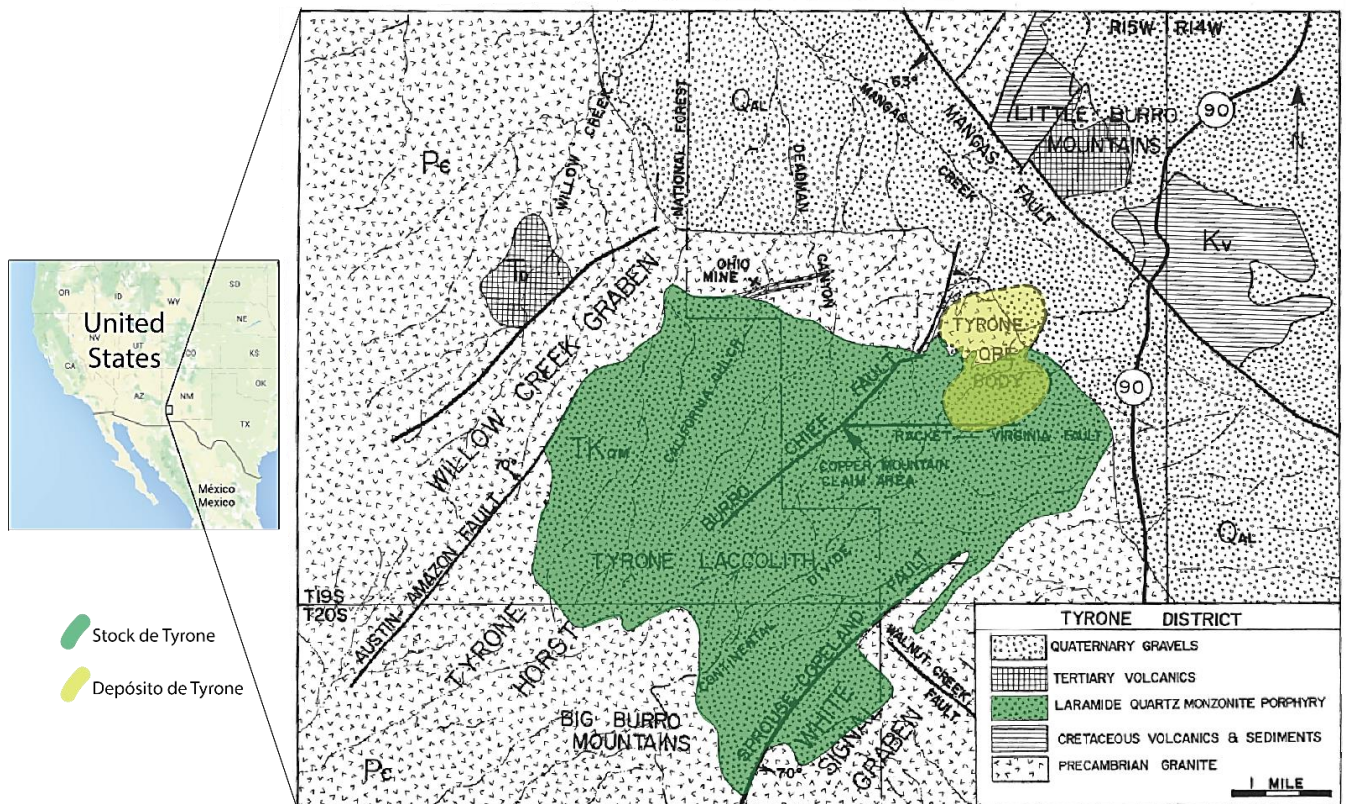 OR
ID
WY
SD
NE
NV
UT
CO
KS
CA
AZ
NM
OK
TX
United
States
México
Mexico
Stock de Tyrone
Depósito de Tyrone
R15W
R14W
90
N
63°
MANGAS
CREEK
MANGAS
FAULT
LITTLE BURRO
MOUNTAINS
QAL
NATIONAL FOREST
DEADMAN
CANYON
WILLOW CREEK
P€
Kv
OHIO
MINE
WILLOW CREEK GRABEN
TYRONE
ORE
BODY
90
BURRO CHIEF FAULT
RACKET
VIRGINIA FAULT
COPPER MOUNTAIN
CLAIM AREA
TKQM
70°
AUSTIN-AMAZON FAULT
TYRONE LACCOLITH
CONTINENTAL DIVIDE
QAL
T19S
T20S
TYRONE
HORST
SPROUSE-COPELAND FAULT
WALNUT CREEK
FAULT
WHITE
SIGNAL
GRABEN
BIG BURRO
MOUNTAINS
P€
70°
TYRONE DISTRICT
QUATERNARY GRAVELS
TERTIARY VOLCANICS
LARAMIDE QUARTZ MONZONITE PORPHYRY
CRETACEOUS VOLCANICS & SEDIMENTS
PRECAMBRIAN GRANITE
1 MILE